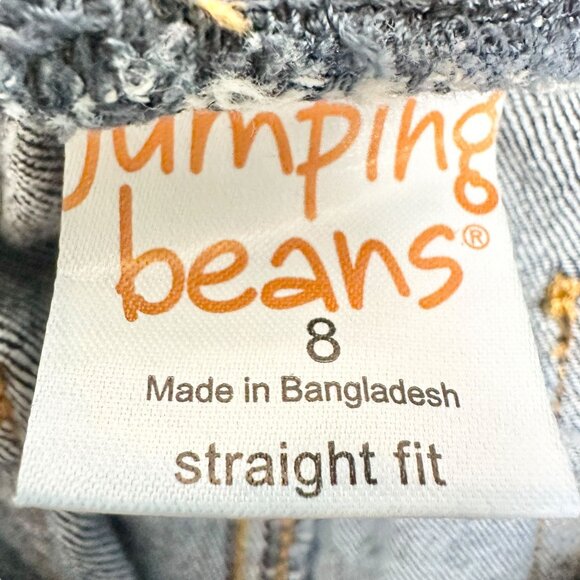 jumping
beans®
8
Made in Bangladesh
straight fit